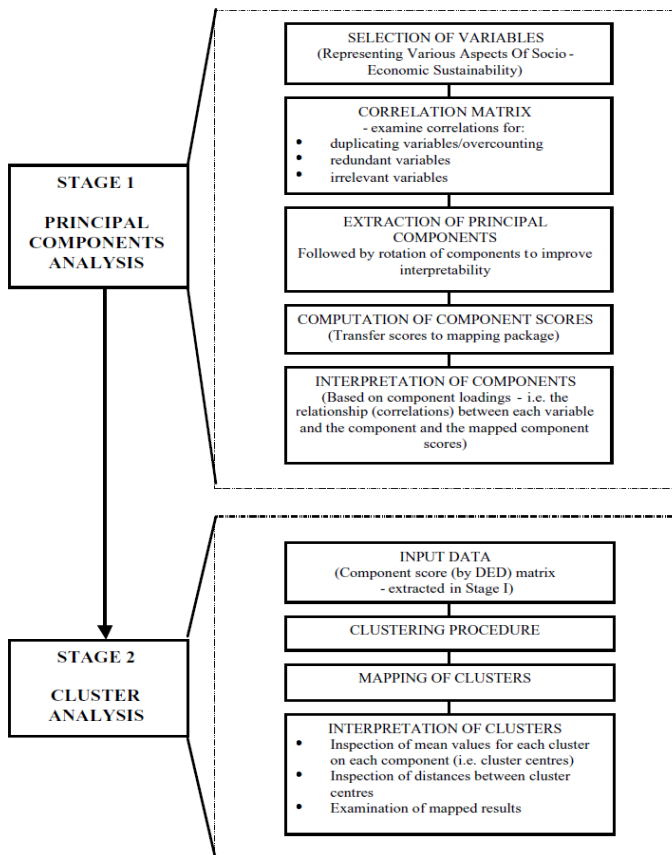 SELECTION OF VARIABLES
(Representing Various Aspects Of Socio -
Economic Sustainability)
CORRELATION MATRIX
- examine correlations for:
• duplicating variables/overcounting
• redundant variables
• irrelevant variables
STAGE 1
PRINCIPAL
COMPONENTS
ANALYSIS
EXTRACTION OF PRINCIPAL
COMPONENTS
Followed by rotation of components to improve
interpretability
COMPUTATION OF COMPONENT SCORES
(Transfer scores to mapping package)
INTERPRETATION OF COMPONENTS
(Based on component loadings - i.e. the
relationship (correlations) between each variable
and the component and the mapped component
scores)
INPUT DATA
(Component score (by DED) matrix
- extracted in Stage I)
CLUSTERING PROCEDURE
STAGE 2
CLUSTER
ANALYSIS
MAPPING OF CLUSTERS
INTERPRETATION OF CLUSTERS
• Inspection of mean values for each cluster
on each component (i.e. cluster centres)
• Inspection of distances between cluster
centres
• Examination of mapped results